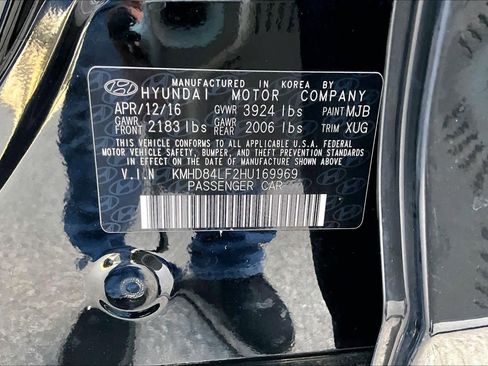 MANUFACTURED IN KOREA BY
HYUNDAI MOTOR COMPANY
APR/12/16 GVWR 3924 lbs PAINT MJB
GAWR FRONT 2183 lbs GAWR REAR 2006 lbs TRIM XUG
THIS VEHICLE CONFORMS TO ALL APPLICABLE U.S.A. FEDERAL
MOTOR VEHICLE SAFETY, BUMPER, AND THEFT PREVENTION
STANDARDS IN EFFECT ON THE DATE OF MANUFACTURE SHOWN ABOVE.
V.I.N KMHD84LF2HU169969
PASSENGER CAR